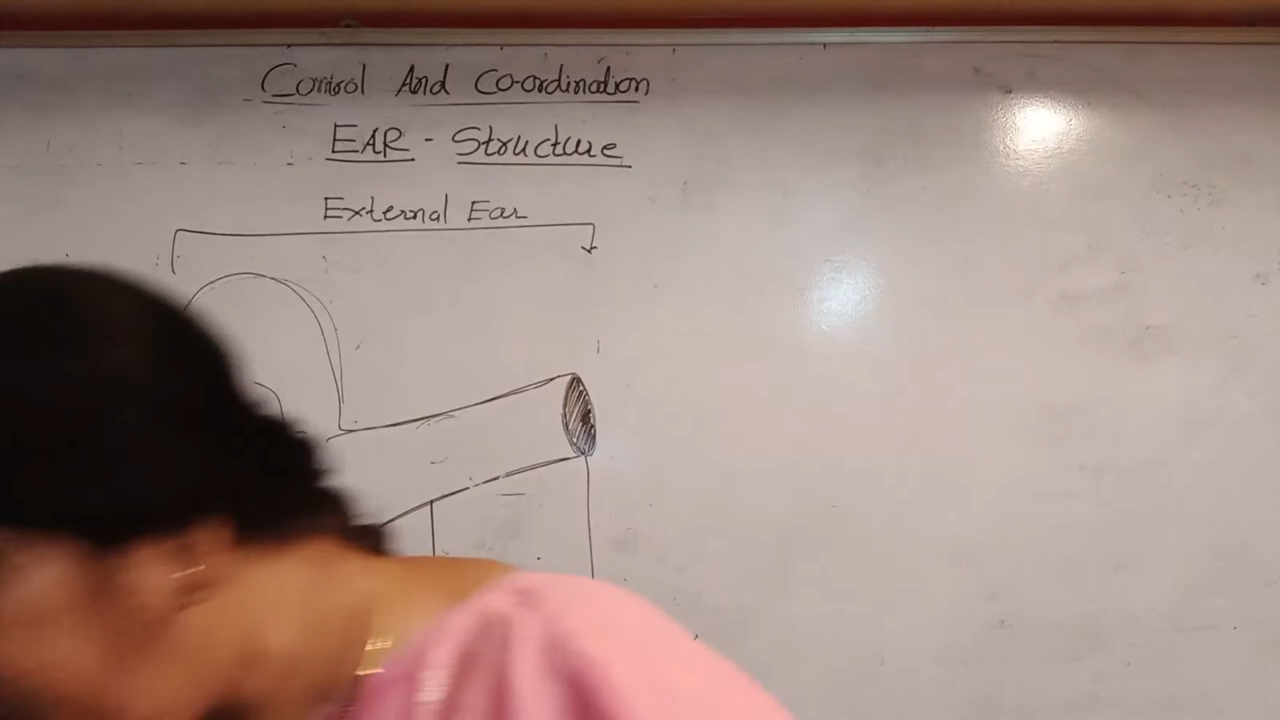 Control And Co-ordination
EAR - Structure
External Ear